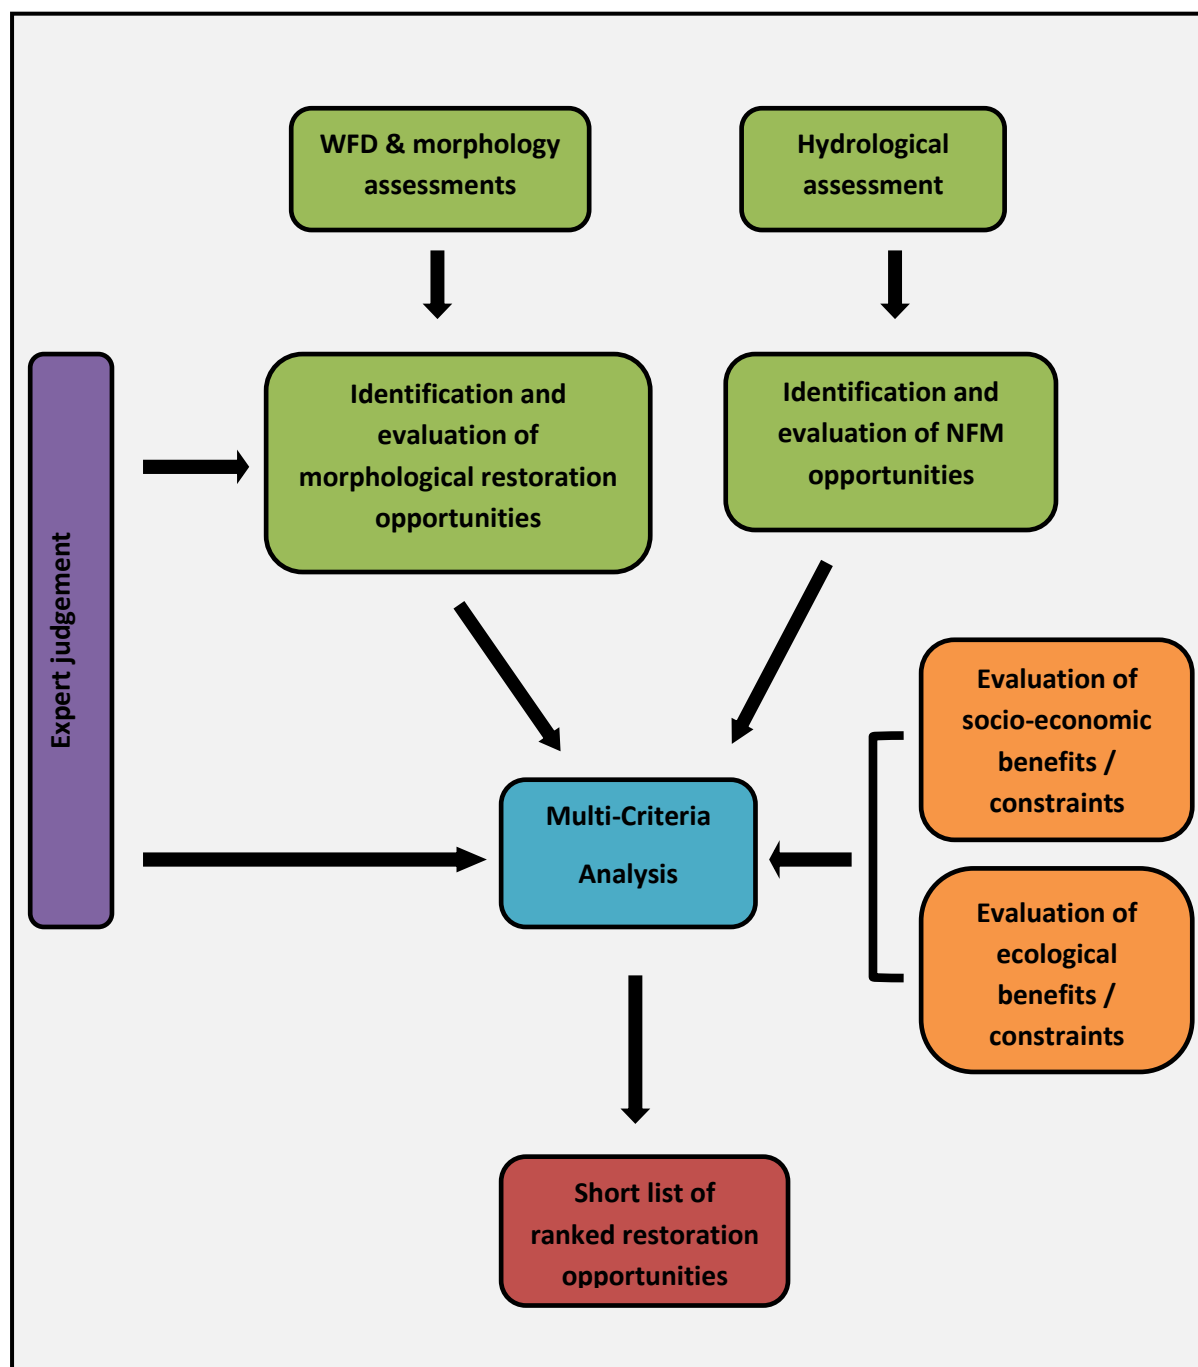 WFD & morphology
assessments
Hydrological
assessment
Expert judgement
Identification and
evaluation of
morphological restoration
opportunities
Identification and
evaluation of NFM
opportunities
Evaluation of
socio-economic
benefits /
constraints
Multi-Criteria
Analysis
Evaluation of
ecological
benefits /
constraints
Short list of
ranked restoration
opportunities